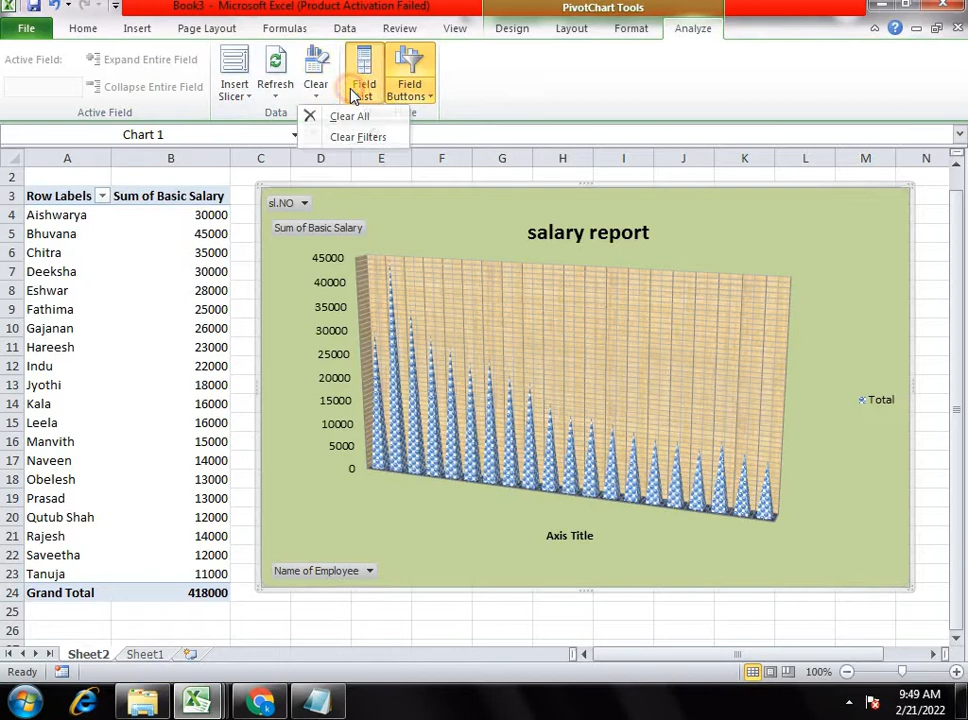 Book3 - Microsoft Excel (Product Activation Failed)
PivotChart Tools
File Home Insert Page Layout Formulas Data Review View Design Layout Format Analyze
Active Field:
Expand Entire Field
Collapse Entire Field
Active Field
Insert Slicer
Refresh
Clear
Data
Field
Field Buttons
Clear All
Clear Filters
Chart 1
A B C D E F G H I J K L M N
2
3 Row Labels Sum of Basic Salary
4 Aishwarya 30000
5 Bhuvana 45000
6 Chitra 35000
7 Deeksha 30000
8 Eshwar 28000
9 Fathima 25000
10 Gajanan 26000
11 Hareesh 23000
12 Indu 22000
13 Jyothi 18000
14 Kala 16000
15 Leela 16000
16 Manvith 15000
17 Naveen 14000
18 Obelesh 13000
19 Prasad 13000
20 Qutub Shah 12000
21 Rajesh 14000
22 Saveetha 12000
23 Tanuja 11000
24 Grand Total 418000
25
26
sl.NO
Sum of Basic Salary
salary report
45000
40000
35000
30000
25000
20000
15000
10000
5000
0
Total
Axis Title
Name of Employee
Sheet2 Sheet1
Ready
100%
9:49 AM
2/21/2022